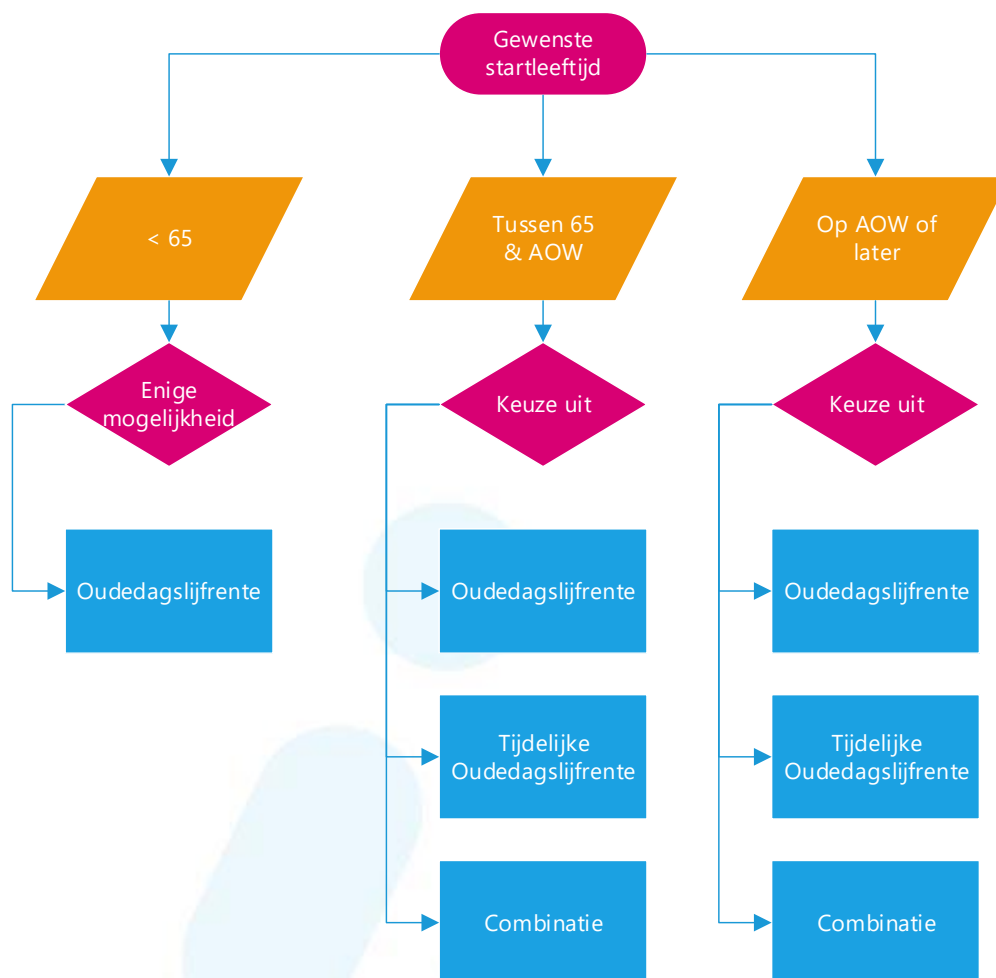 Gewenste
startleeftijd
< 65
Tussen 65
& AOW
Op AOW of
later
Enige
mogelijkheid
Keuze uit
Keuze uit
Oudedagslijfrente
Oudedagslijfrente
Oudedagslijfrente
Tijdelijke
Oudedagslijfrente
Tijdelijke
Oudedagslijfrente
Combinatie
Combinatie